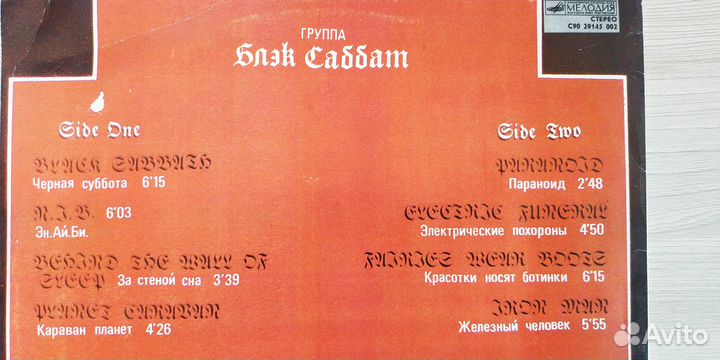 МЕЛОДИЯ
СТЕРЕО
С90 29145 002
ГРУППА
Блэк Саббат
Side One
BLACK SABBATH
Черная суббота 6'15
N.I.B. 6'03
Эн.Ай.Би.
BEHIND THE WALL OF
SLEEP За стеной сна 3'39
PLANET CARAVAN
Караван планет 4'26
Side Two
PARANOID
Параноид 2'48
ELECTRIC FUNERAL
Электрические похороны 4'50
FAIRIES WEAR BOOTS
Красотки носят ботинки 6'15
IRON MAN
Железный человек 5'55
Avito